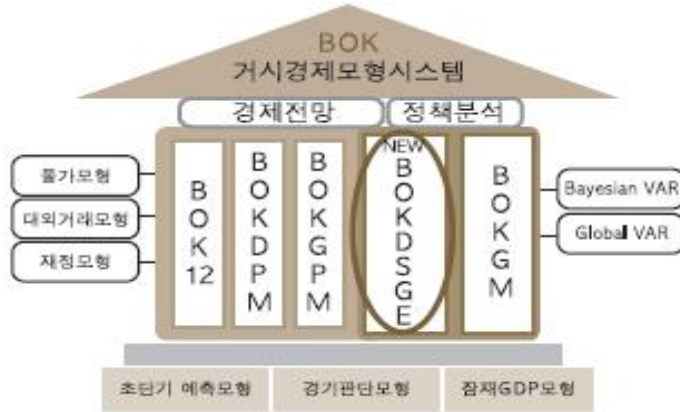 BOK
거시경제모형시스템
경제전망
정책분석
물가모형
대외거래모형
재정모형
BOK12
BOKDPM
BOKGPM
NEW
BOKDSGE
BOKGM
Bayesian VAR
Global VAR
초단기 예측모형
경기판단모형
잠재GDP모형